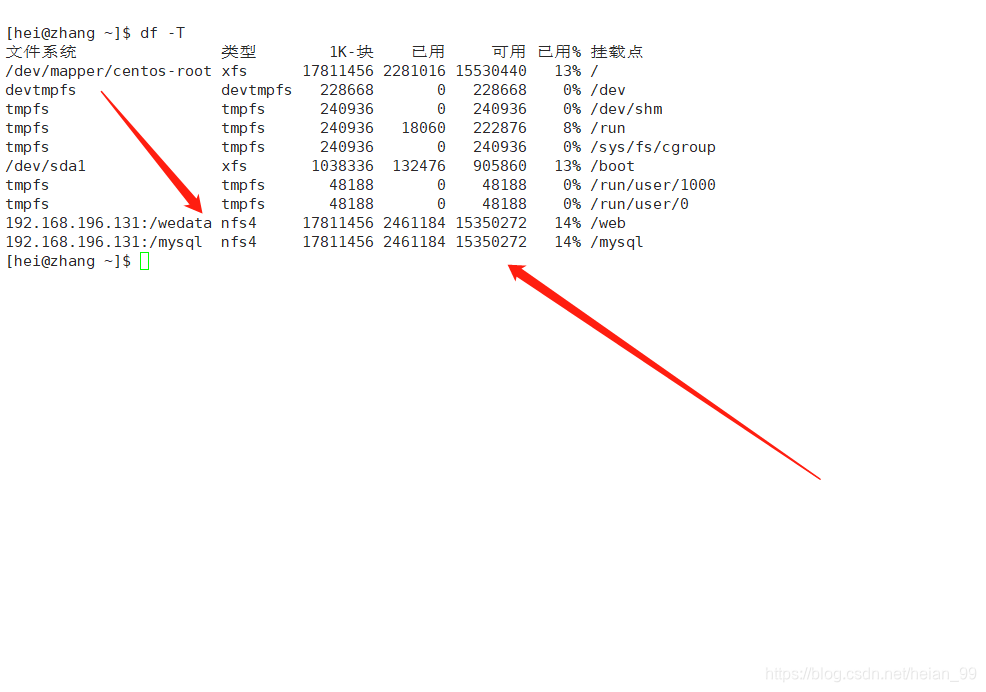 [hei@zhang ~]$ df -T
文件系统 类型 1K-块 已用 可用 已用% 挂载点
/dev/mapper/centos-root xfs 17811456 2281016 15530440 13% /
devtmpfs devtmpfs 228668 0 228668 0% /dev
tmpfs tmpfs 240936 0 240936 0% /dev/shm
tmpfs tmpfs 240936 18060 222876 8% /run
tmpfs tmpfs 240936 0 240936 0% /sys/fs/cgroup
/dev/sda1 xfs 1038336 132476 905860 13% /boot
tmpfs tmpfs 48188 0 48188 0% /run/user/1000
tmpfs tmpfs 48188 0 48188 0% /run/user/0
192.168.196.131:/wedata nfs4 17811456 2461184 15350272 14% /web
192.168.196.131:/mysql nfs4 17811456 2461184 15350272 14% /mysql
[hei@zhang ~]$
https://blog.csdn.net/heian_99